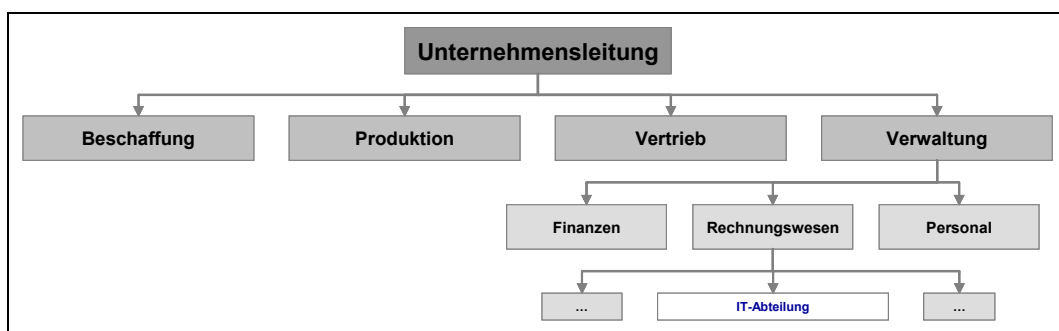 Unternehmensleitung
Beschaffung
Produktion
Vertrieb
Verwaltung
Finanzen
Rechnungswesen
Personal
...
IT-Abteilung
...